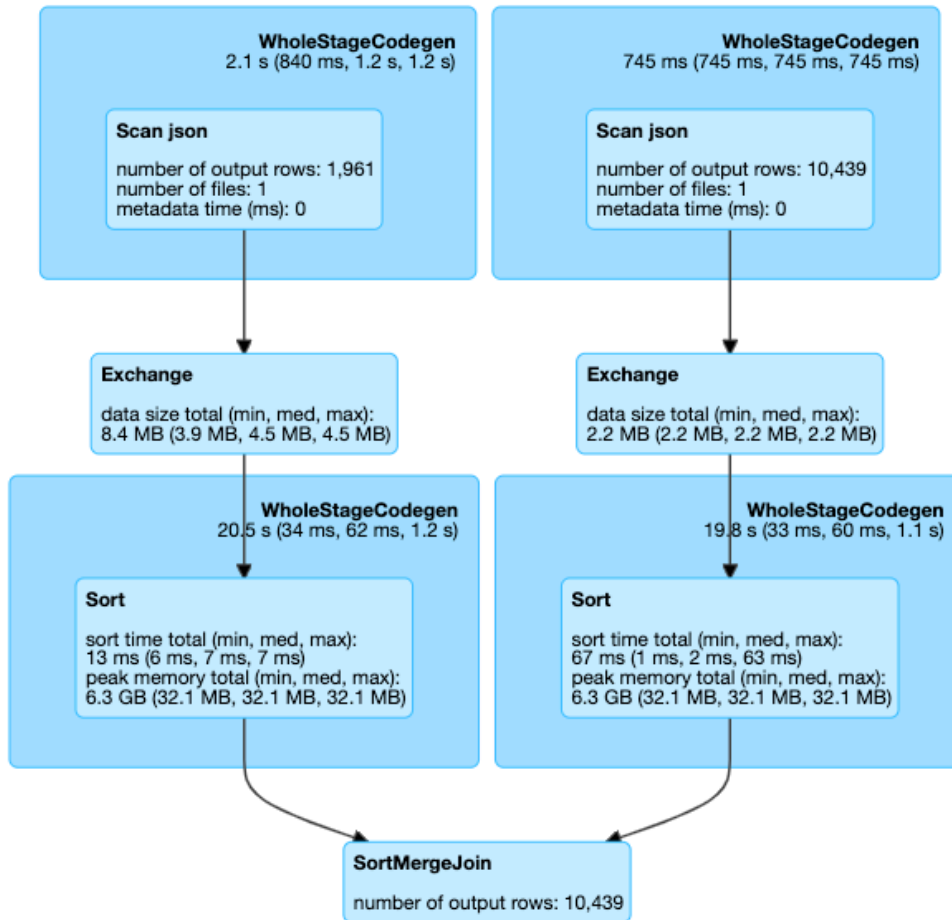 WholeStageCodegen
2.1 s (840 ms, 1.2 s, 1.2 s)
Scan json
number of output rows: 1,961
number of files: 1
metadata time (ms): 0
WholeStageCodegen
745 ms (745 ms, 745 ms, 745 ms)
Scan json
number of output rows: 10,439
number of files: 1
metadata time (ms): 0
Exchange
data size total (min, med, max):
8.4 MB (3.9 MB, 4.5 MB, 4.5 MB)
Exchange
data size total (min, med, max):
2.2 MB (2.2 MB, 2.2 MB, 2.2 MB)
WholeStageCodegen
20.5 s (34 ms, 62 ms, 1.2 s)
Sort
sort time total (min, med, max):
13 ms (6 ms, 7 ms, 7 ms)
peak memory total (min, med, max):
6.3 GB (32.1 MB, 32.1 MB, 32.1 MB)
WholeStageCodegen
19.8 s (33 ms, 60 ms, 1.1 s)
Sort
sort time total (min, med, max):
67 ms (1 ms, 2 ms, 63 ms)
peak memory total (min, med, max):
6.3 GB (32.1 MB, 32.1 MB, 32.1 MB)
SortMergeJoin
number of output rows: 10,439